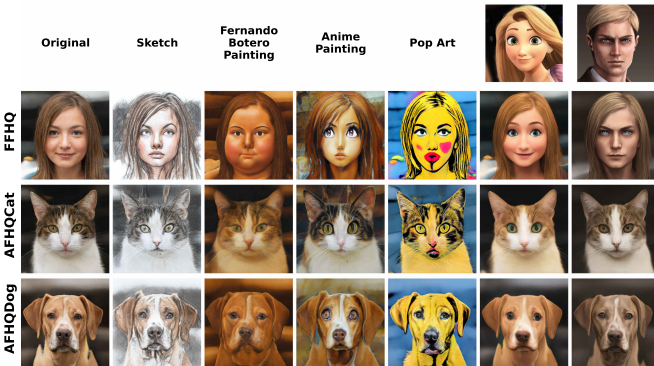 Original
Sketch
Fernando
Botero
Painting
Anime
Painting
Pop Art
FFHQ
AFHQCat
AFHQDog